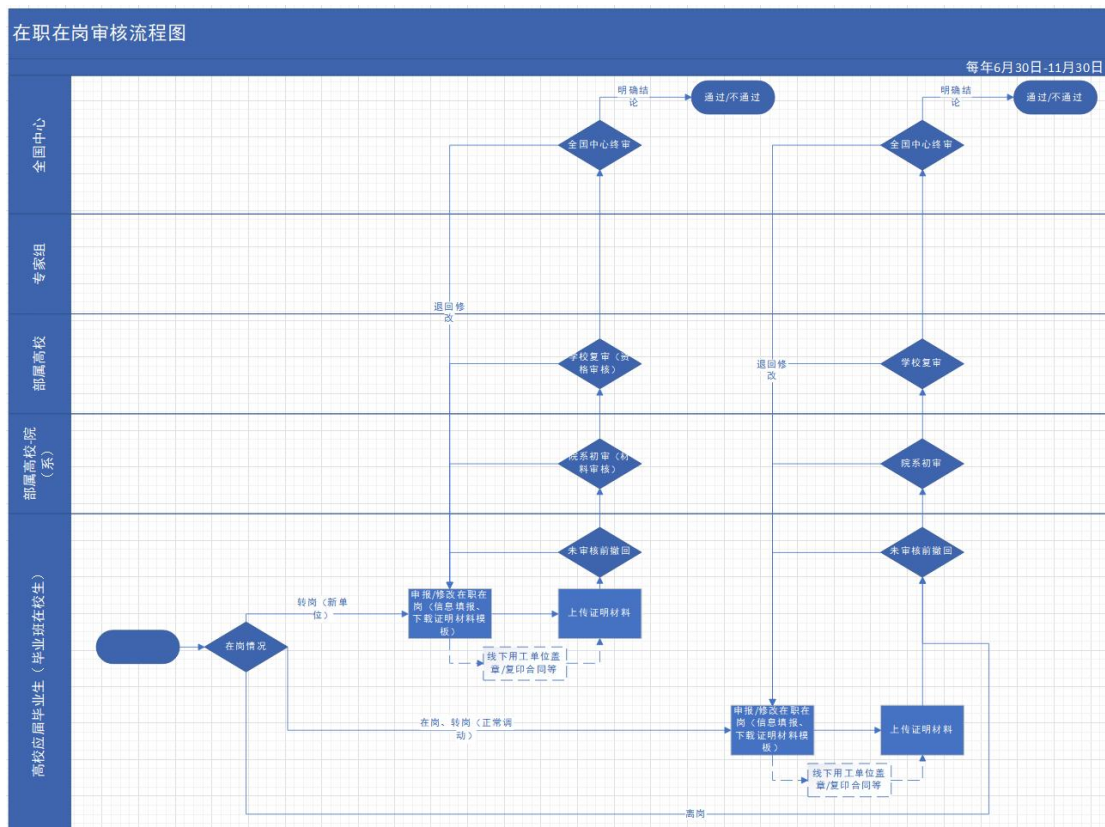 在职在岗审核流程图
每年6月30日-11月30日
全国中心
专家组
部属高校
部属高校-院
（系）
高校应届毕业生（毕业班在校生）
明确结
论
通过/不通过
全国中心终审
退回修
改
学校复审（资
格审核）
院系初审（材
料审核）
未审核前撤回
转岗（新单
位）
申报/修改在职在
岗（信息填报、
下载证明材料模
板）
上传证明材料
线下用工单位盖
章/复印合同等
在岗情况
明确结
论
通过/不通过
全国中心终审
退回修
改
学校复审
院系初审
未审核前撤回
在岗、转岗（正常调
动）
申报/修改在职在
岗（信息填报、
下载证明材料模
板）
上传证明材料
线下用工单位盖
章/复印合同等
离岗